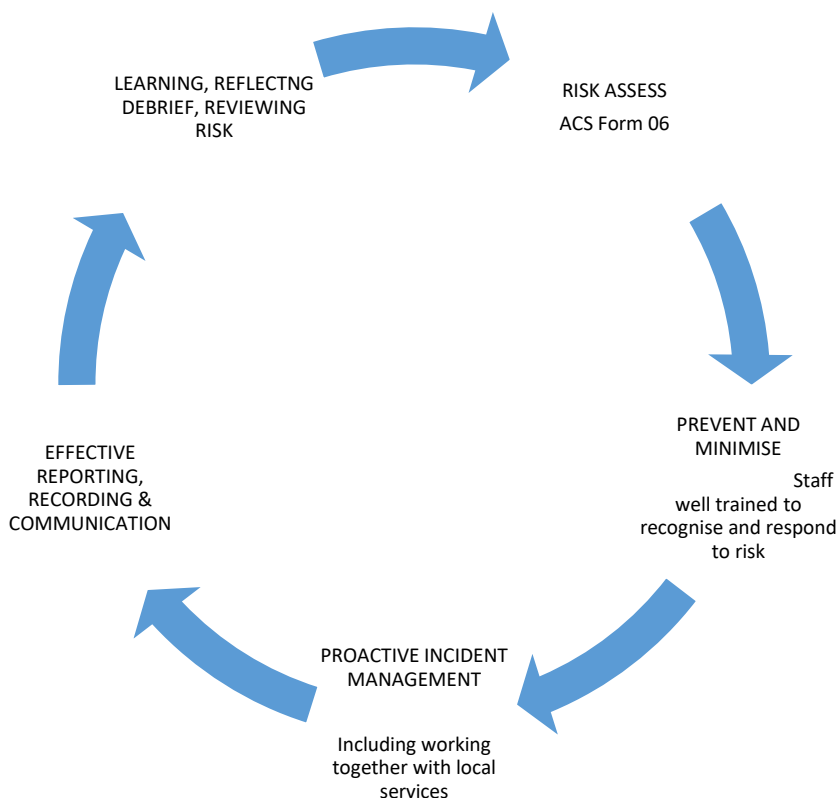 LEARNING, REFLECTNG
DEBRIEF, REVIEWING
RISK
RISK ASSESS
ACS Form 06
PREVENT AND
MINIMISE
Staff
well trained to
recognise and respond
to risk
PROACTIVE INCIDENT
MANAGEMENT
Including working
together with local
services
EFFECTIVE
REPORTING,
RECORDING &
COMMUNICATION